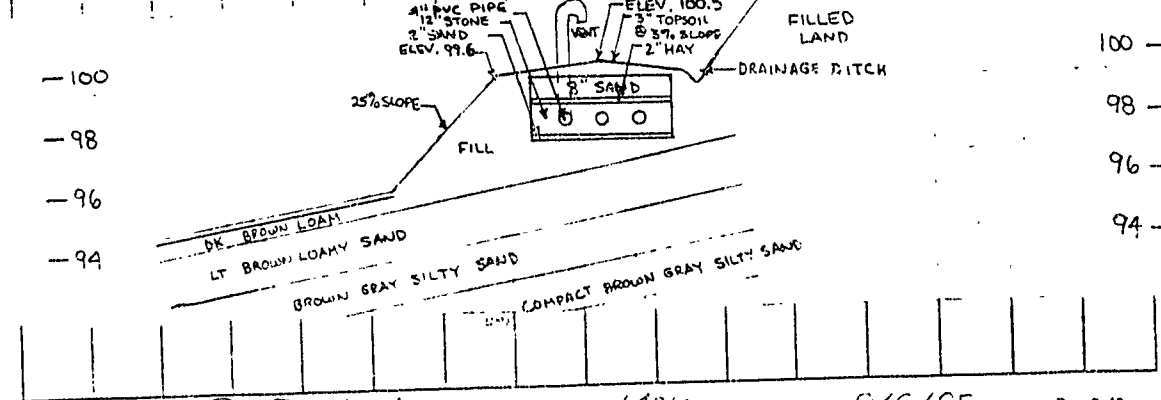 4" PVC PIPE
12" STONE
2" SAND
ELEV. 99.6
VENT
ELEV. 100.5
3" TOPSOIL
@ 3% SLOPE
2" HAY
FILLED
LAND
DRAINAGE DITCH
8" SAND
25% SLOPE
FILL
100
98
96
94
100
98
96
94
DK BROWN LOAM
LT BROWN LOAMY SAND
BROWN GRAY SILTY SAND
COMPACT BROWN GRAY SILTY SAND